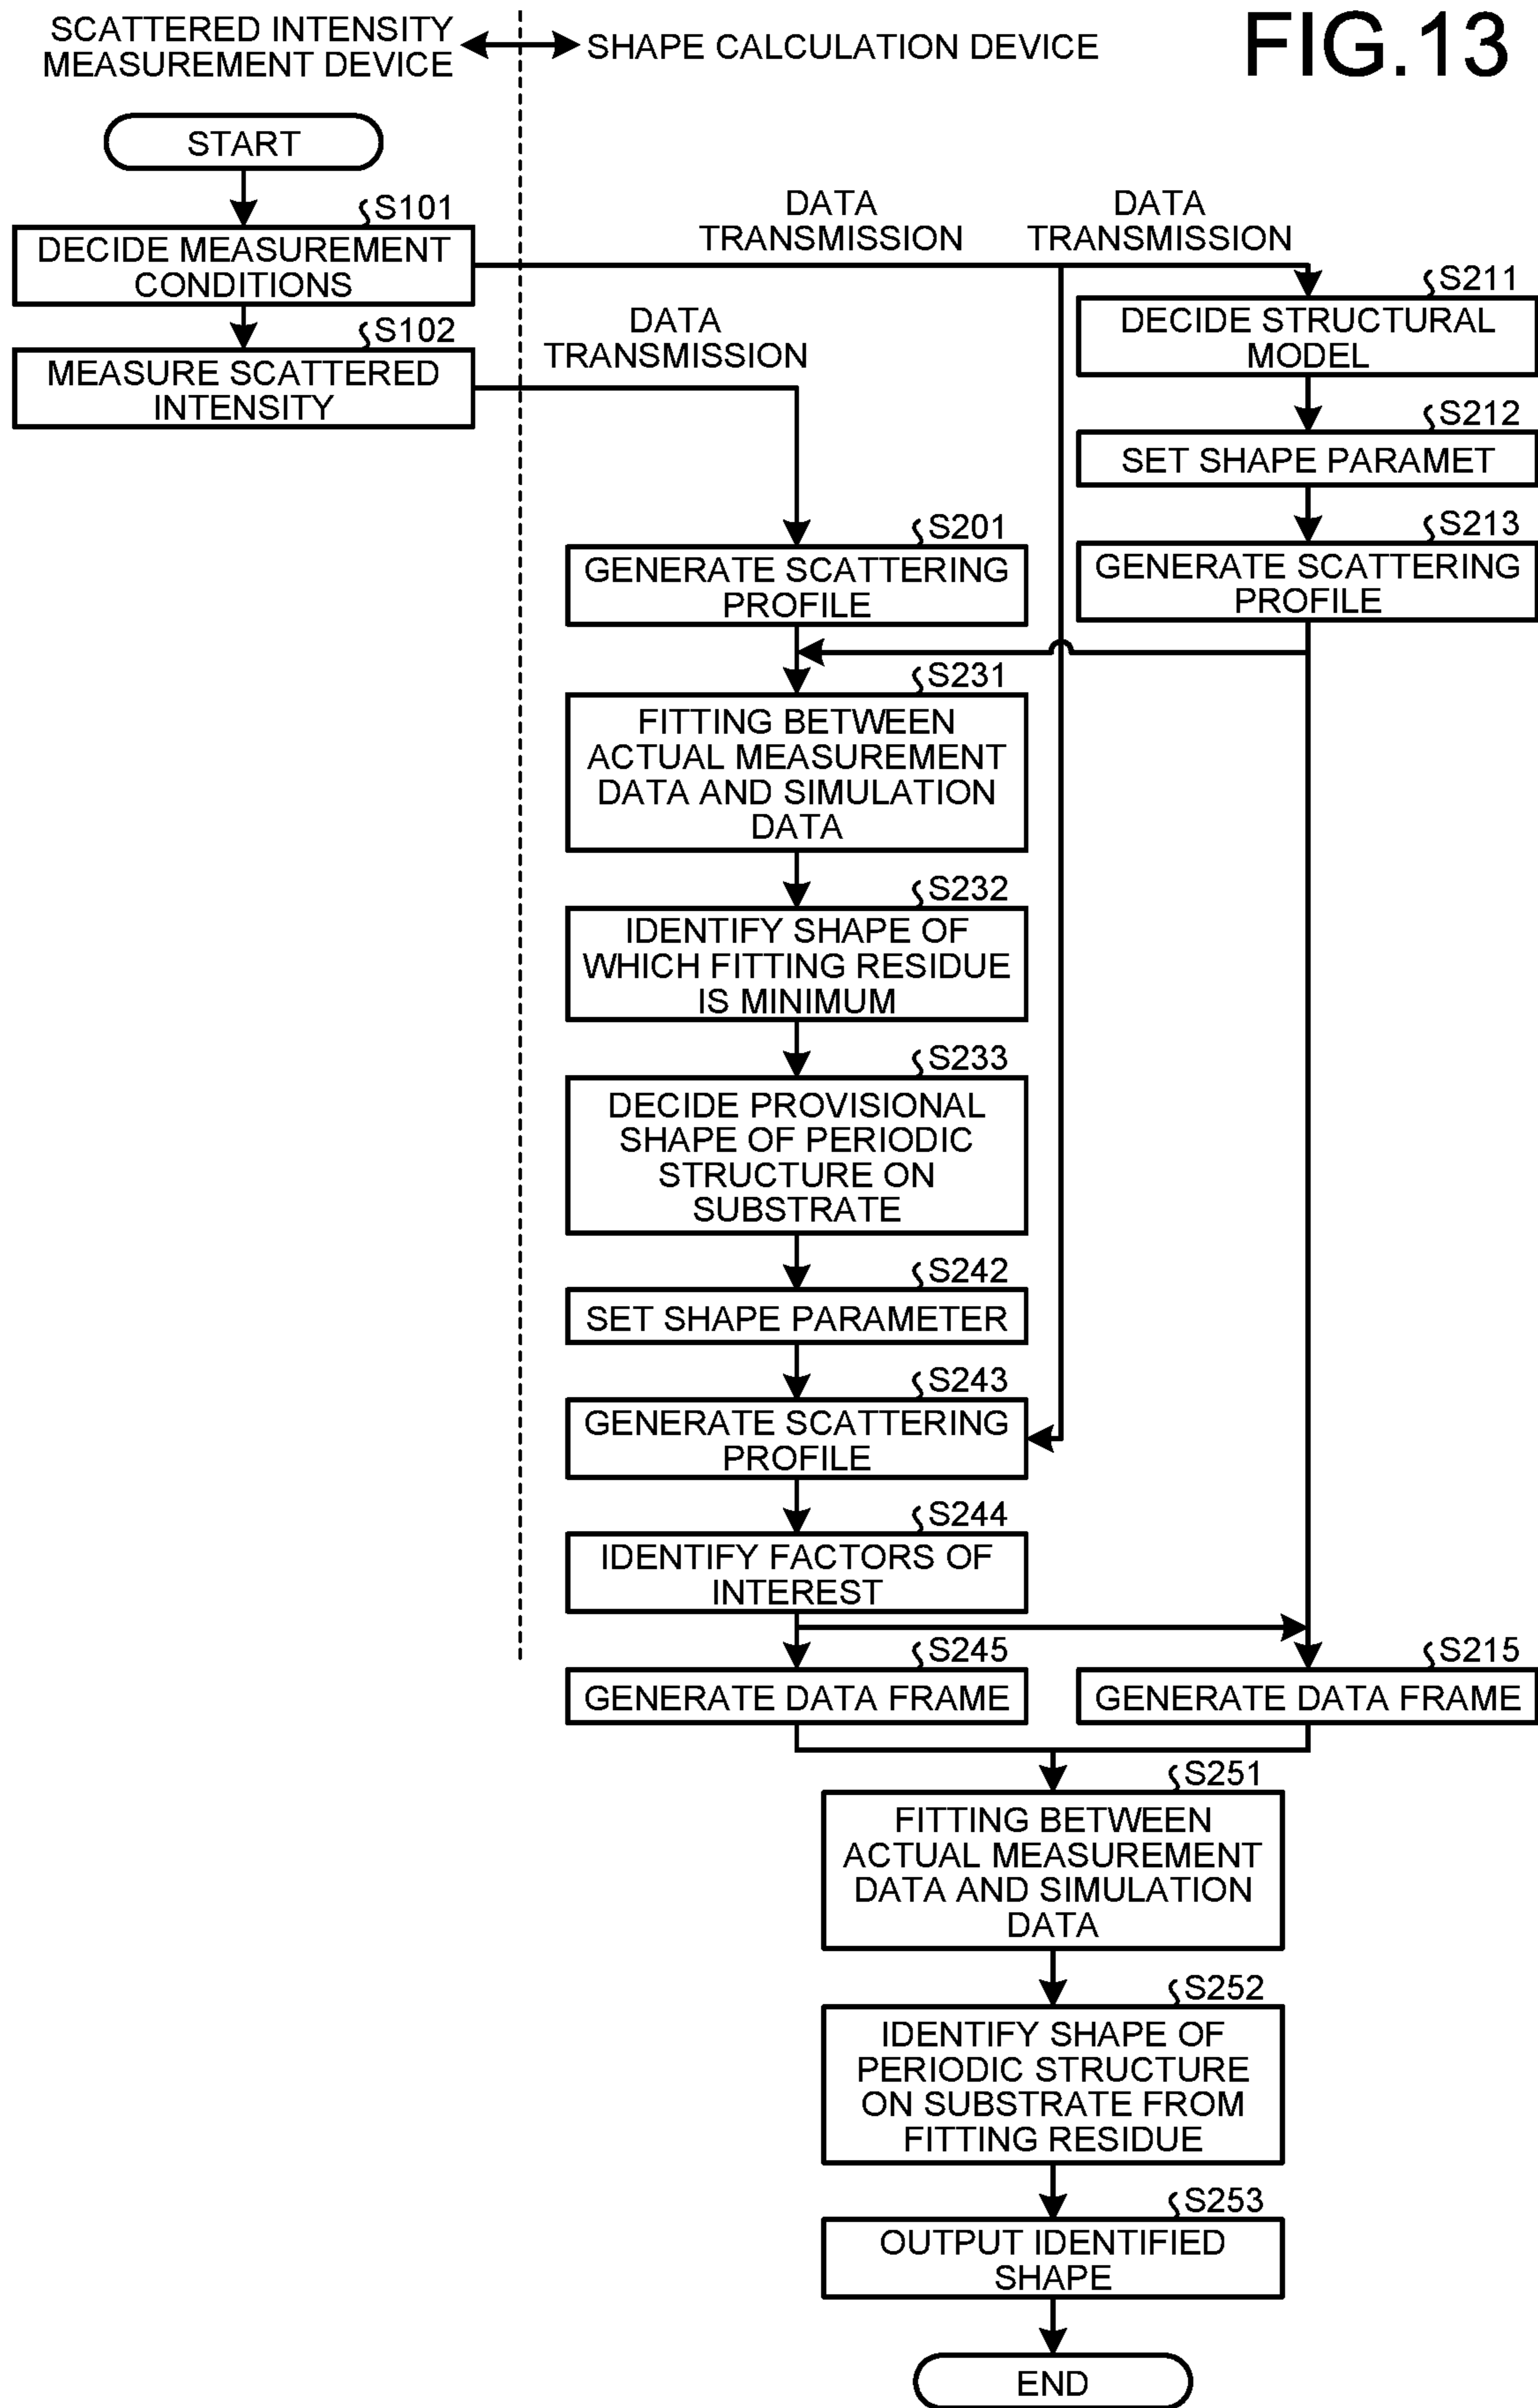 FIG.13
SCATTERED INTENSITY
MEASUREMENT DEVICE
SHAPE CALCULATION DEVICE
START
S101
DECIDE MEASUREMENT
CONDITIONS
DATA
TRANSMISSION
DATA
TRANSMISSION
S102
MEASURE SCATTERED
INTENSITY
DATA
TRANSMISSION
S211
DECIDE STRUCTURAL
MODEL
S212
SET SHAPE PARAMET
S213
GENERATE SCATTERING
PROFILE
S201
GENERATE SCATTERING
PROFILE
S231
FITTING BETWEEN
ACTUAL MEASUREMENT
DATA AND SIMULATION
DATA
S232
IDENTIFY SHAPE OF
WHICH FITTING RESIDUE
IS MINIMUM
S233
DECIDE PROVISIONAL
SHAPE OF PERIODIC
STRUCTURE ON
SUBSTRATE
S242
SET SHAPE PARAMETER
S243
GENERATE SCATTERING
PROFILE
S244
IDENTIFY FACTORS OF
INTEREST
S245
GENERATE DATA FRAME
S215
GENERATE DATA FRAME
S251
FITTING BETWEEN
ACTUAL MEASUREMENT
DATA AND SIMULATION
DATA
S252
IDENTIFY SHAPE OF
PERIODIC STRUCTURE
ON SUBSTRATE FROM
FITTING RESIDUE
S253
OUTPUT IDENTIFIED
SHAPE
END